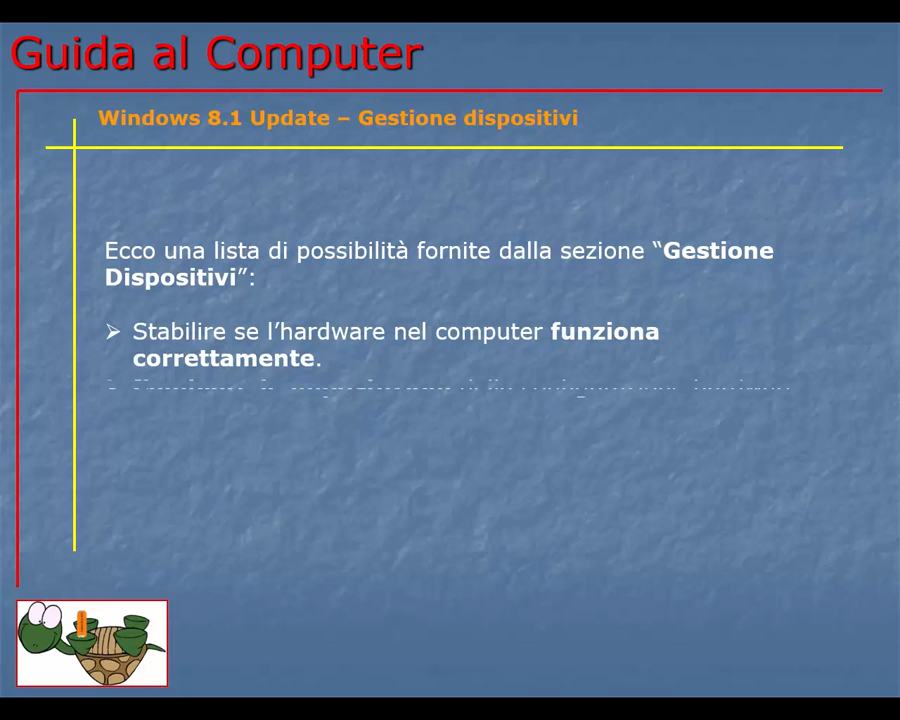 Guida al Computer
Windows 8.1 Update – Gestione dispositivi
Ecco una lista di possibilità fornite dalla sezione “Gestione
Dispositivi”:
➢ Stabilire se l’hardware nel computer funziona
correttamente.